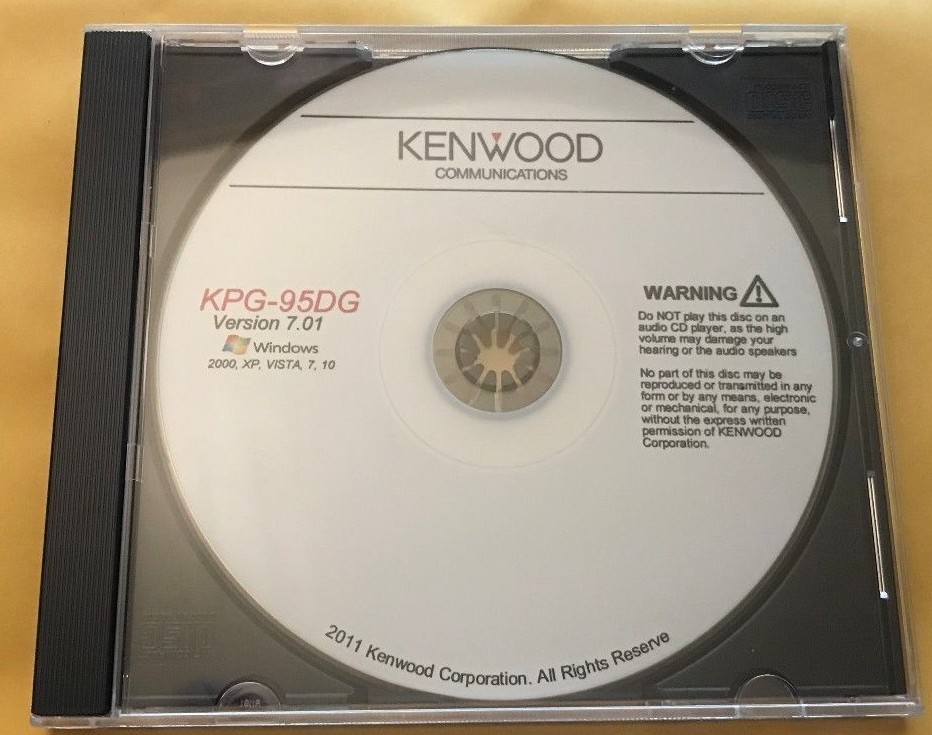 KENWOOD
COMMUNICATIONS
KPG-95DG
Version 7.01
Windows
2000, XP, VISTA, 7, 10
WARNING
Do NOT play this disc on an
audio CD player, as the high
volume may damage your
hearing or the audio speakers
No part of this disc may be
reproduced or transmitted in any
form or by any means, electronic
or mechanical, for any purpose,
without the express written
permission of KENWOOD
Corporation.
2011 Kenwood Corporation. All Rights Reserve